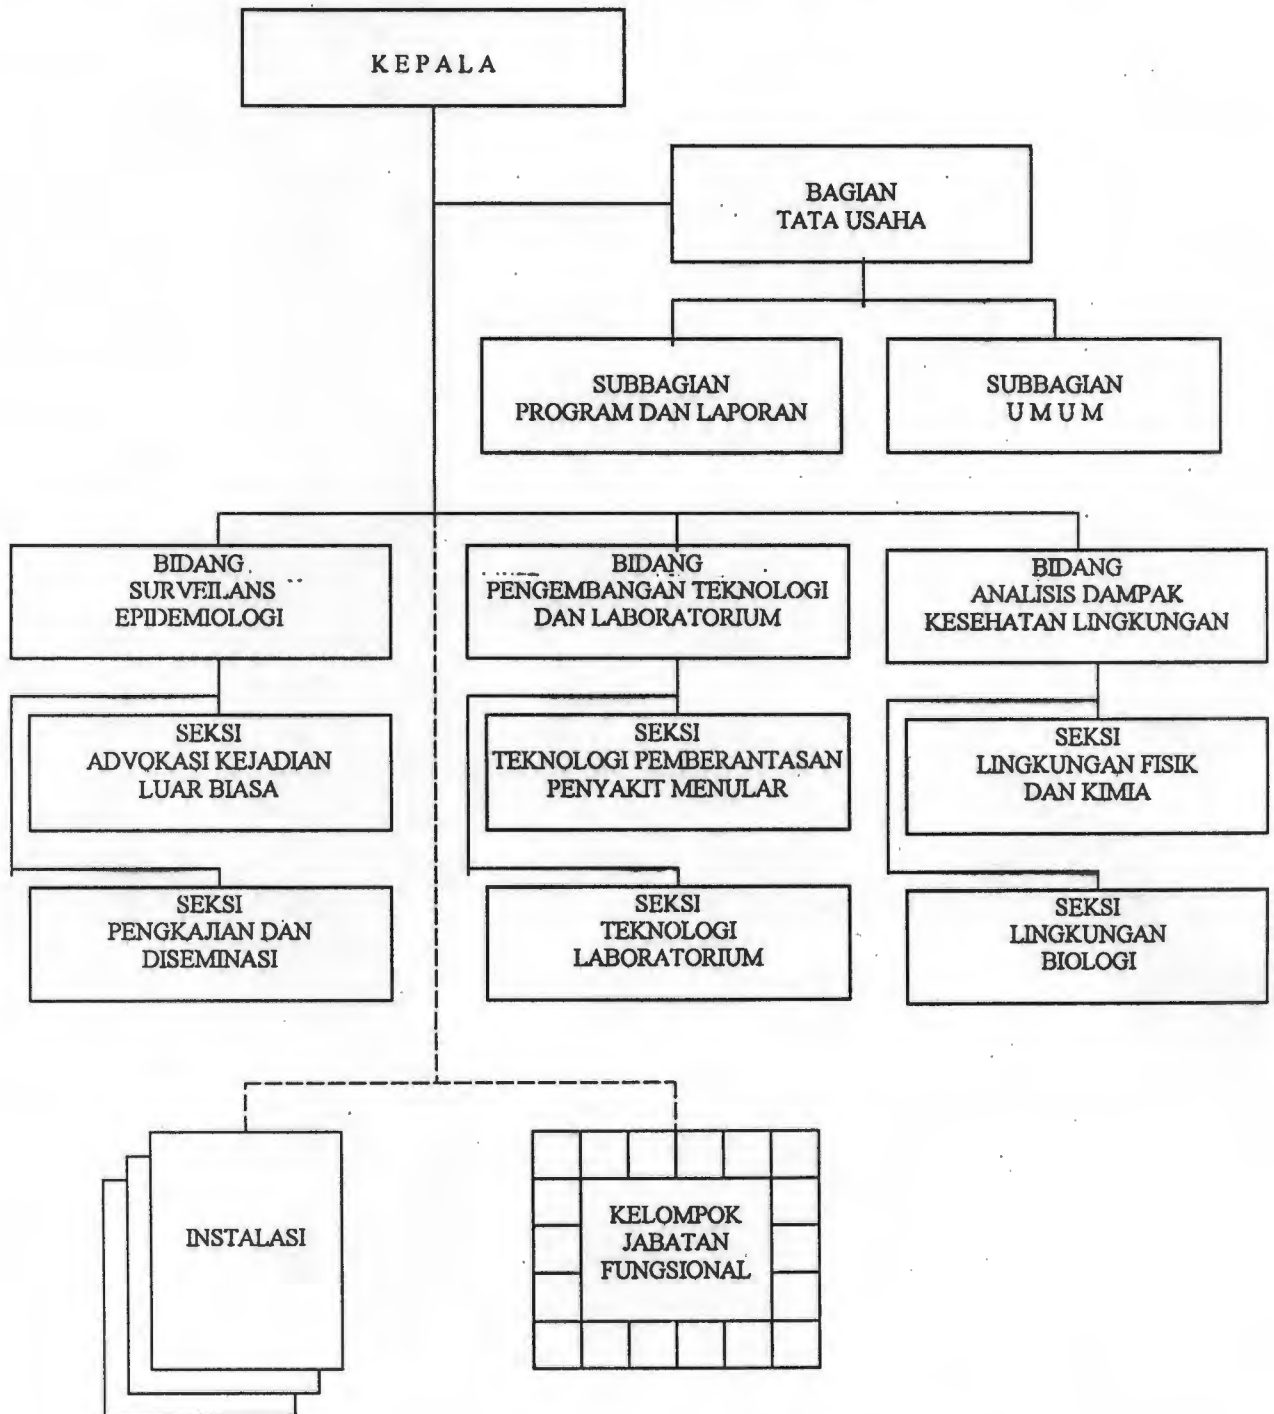 K E P A L A
BAGIAN
TATA USAHA
SUBBAGIAN
PROGRAM DAN LAPORAN
SUBBAGIAN
U M U M
BIDANG
SURVEILANS
EPIDEMIOLOGI
BIDANG
PENGEMBANGAN TEKNOLOGI
DAN LABORATORIUM
BIDANG
ANALISIS DAMPAK
KESEHATAN LINGKUNGAN
SEKSI
ADVOKASI KEJADIAN
LUAR BIASA
SEKSI
TEKNOLOGI PEMBERANTASAN
PENYAKIT MENULAR
SEKSI
LINGKUNGAN FISIK
DAN KIMIA
SEKSI
PENGKAJIAN DAN
DISEMINASI
SEKSI
TEKNOLOGI
LABORATORIUM
SEKSI
LINGKUNGAN
BIOLOGI
INSTALASI
KELOMPOK
JABATAN
FUNGSIONAL